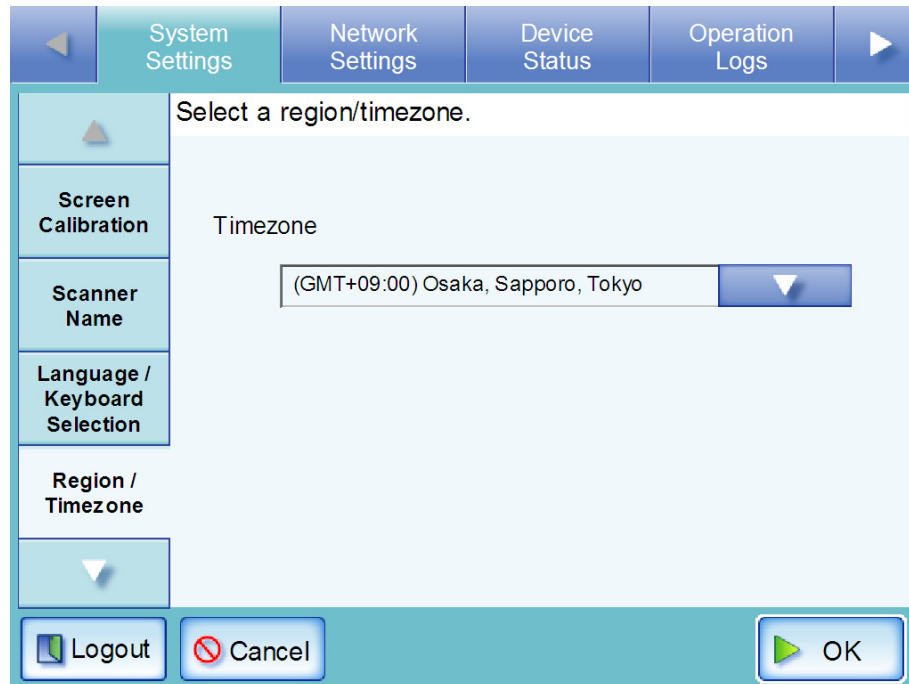 System
Settings
Network
Settings
Device
Status
Operation
Logs
Select a region/timezone.
Screen
Calibration
Scanner
Name
Language /
Keyboard
Selection
Region /
Timezone
Timezone
(GMT+09:00) Osaka, Sapporo, Tokyo
Logout
Cancel
OK